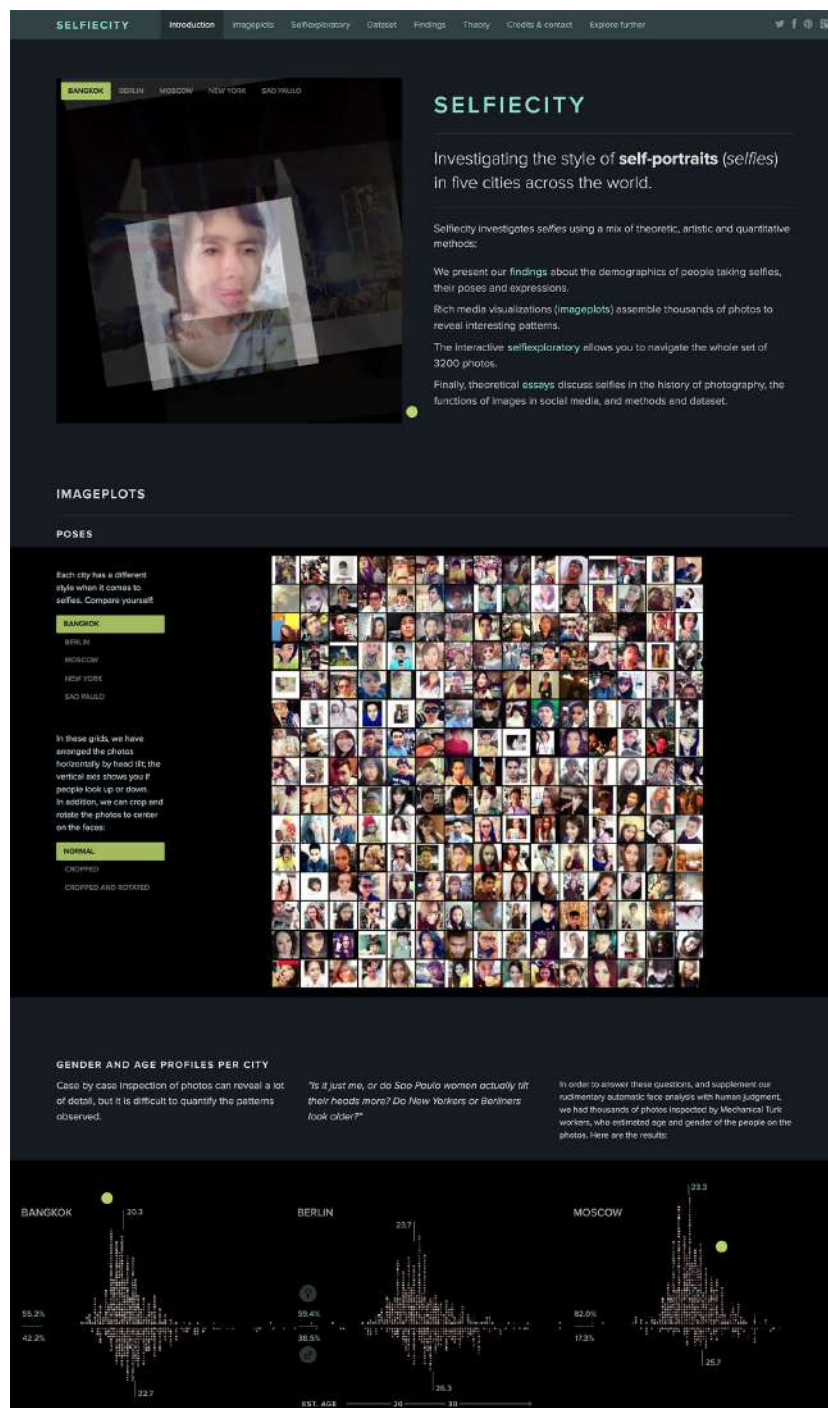 SELFIECITY
Introduction Imageplots Selfiexploratory Dataset Findings Theory Credits & contact Explore further
BANGKOK BERLIN MOSCOW NEW YORK SAO PAULO
SELFIECITY
Investigating the style of self-portraits (selfies)
in five cities across the world.
Selfiecity investigates selfies using a mix of theoretic, artistic and quantitative
methods:
We present our findings about the demographics of people taking selfies,
their poses and expressions.
Rich media visualizations (imageplots) assemble thousands of photos to
reveal interesting patterns.
The interactive selfiexploratory allows you to navigate the whole set of
3200 photos.
Finally, theoretical essays discuss selfies in the history of photography, the
functions of images in social media, and methods and dataset.
IMAGEPLOTS
POSES
Each city has a different
style when it comes to
selfies. Compare yourself:
BANGKOK
BERLIN
MOSCOW
NEW YORK
SAO PAULO
In these grids, we have
arranged the photos
horizontally by head tilt; the
vertical axis shows you if
people look up or down.
In addition, we can crop and
rotate the photos to center
on the faces:
NORMAL
CROPPED
CROPPED AND ROTATED
GENDER AND AGE PROFILES PER CITY
Case by case inspection of photos can reveal a lot
of detail, but it is difficult to quantify the patterns
observed.
"Is it just me, or do Sao Paulo women actually tilt
their heads more? Do New Yorkers or Berliners
look older?"
In order to answer these questions, and supplement our
rudimentary automatic face analysis with human judgment,
we had thousands of photos inspected by Mechanical Turk
workers, who estimated age and gender of the people on the
photos. Here are the results:
BANGKOK
20.3
55.2%
42.2%
22.7
BERLIN
23.7
59.4%
38.5%
26.3
EST. AGE 20 30
MOSCOW
23.3
82.0%
17.3%
25.7